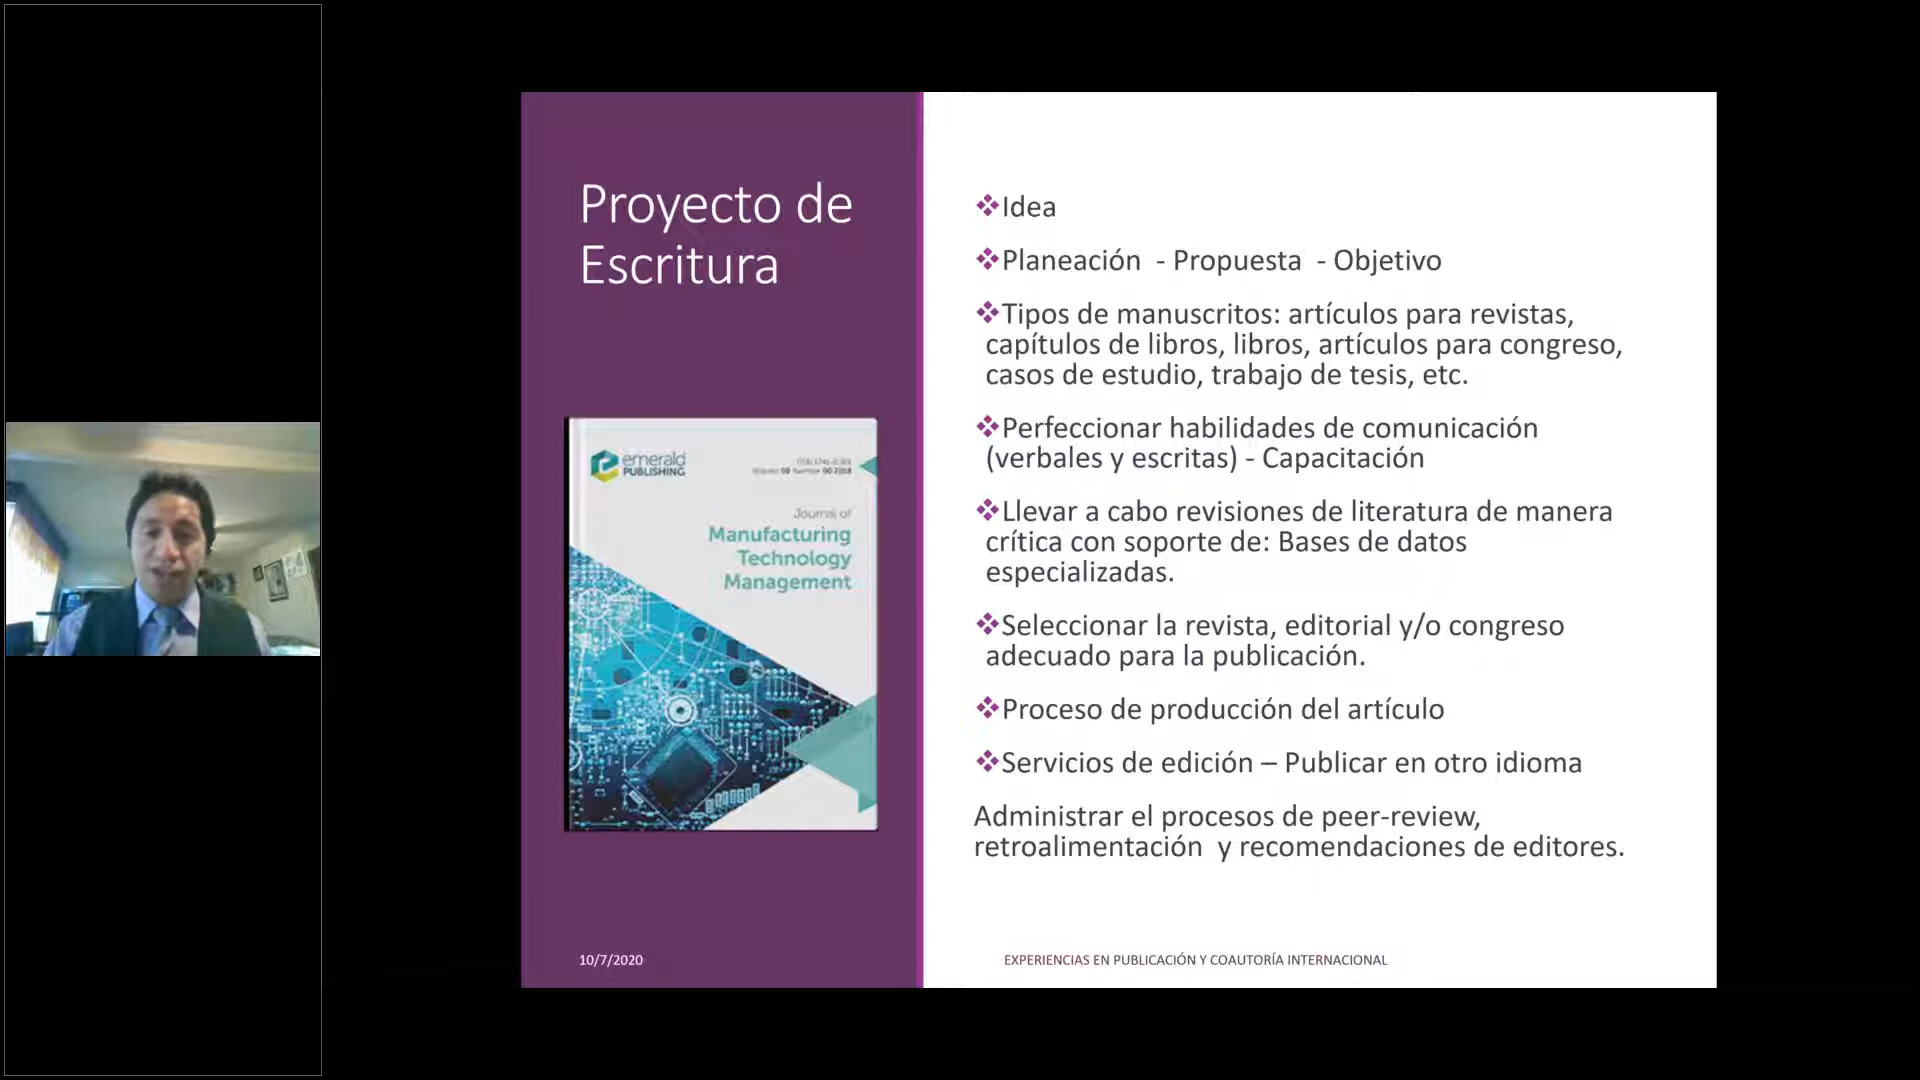 Proyecto de
Escritura
emerald
PUBLISHING
Journal of
Manufacturing
Technology
Management
10/7/2020
❖Idea
❖Planeación - Propuesta - Objetivo
❖Tipos de manuscritos: artículos para revistas,
capítulos de libros, libros, artículos para congreso,
casos de estudio, trabajo de tesis, etc.
❖Perfeccionar habilidades de comunicación
(verbales y escritas) - Capacitación
❖Llevar a cabo revisiones de literatura de manera
crítica con soporte de: Bases de datos
especializadas.
❖Seleccionar la revista, editorial y/o congreso
adecuado para la publicación.
❖Proceso de producción del artículo
❖Servicios de edición – Publicar en otro idioma
Administrar el procesos de peer-review,
retroalimentación y recomendaciones de editores.
EXPERIENCIAS EN PUBLICACIÓN Y COAUTORÍA INTERNACIONAL